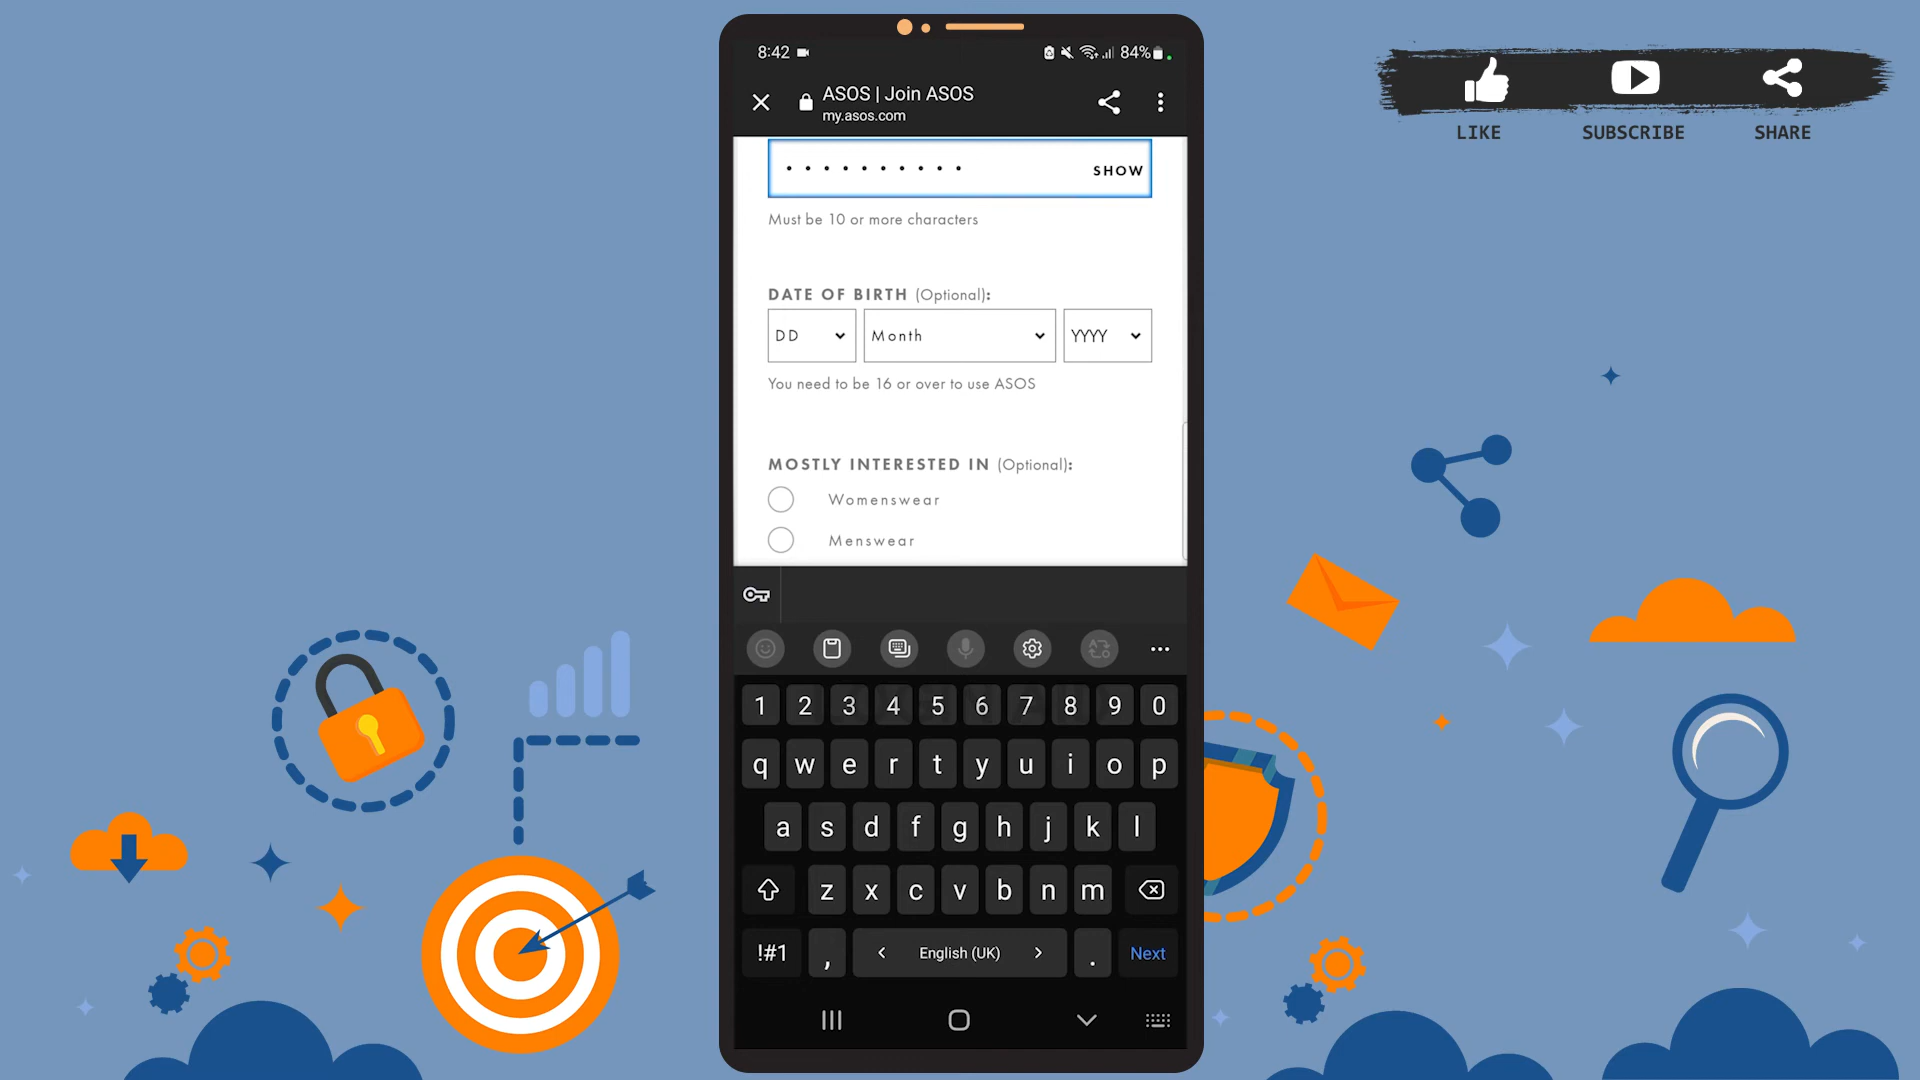 8:42
84%
ASOS | Join ASOS
my.asos.com
LIKE
SUBSCRIBE
SHARE
SHOW
Must be 10 or more characters
DATE OF BIRTH (Optional):
DD
Month
YYYY
You need to be 16 or over to use ASOS
MOSTLY INTERESTED IN (Optional):
Womenswear
Menswear
1 2 3 4 5 6 7 8 9 0
q w e r t y u i o p
a s d f g h j k l
z x c v b n m
!#1 , < English (UK) > . Next